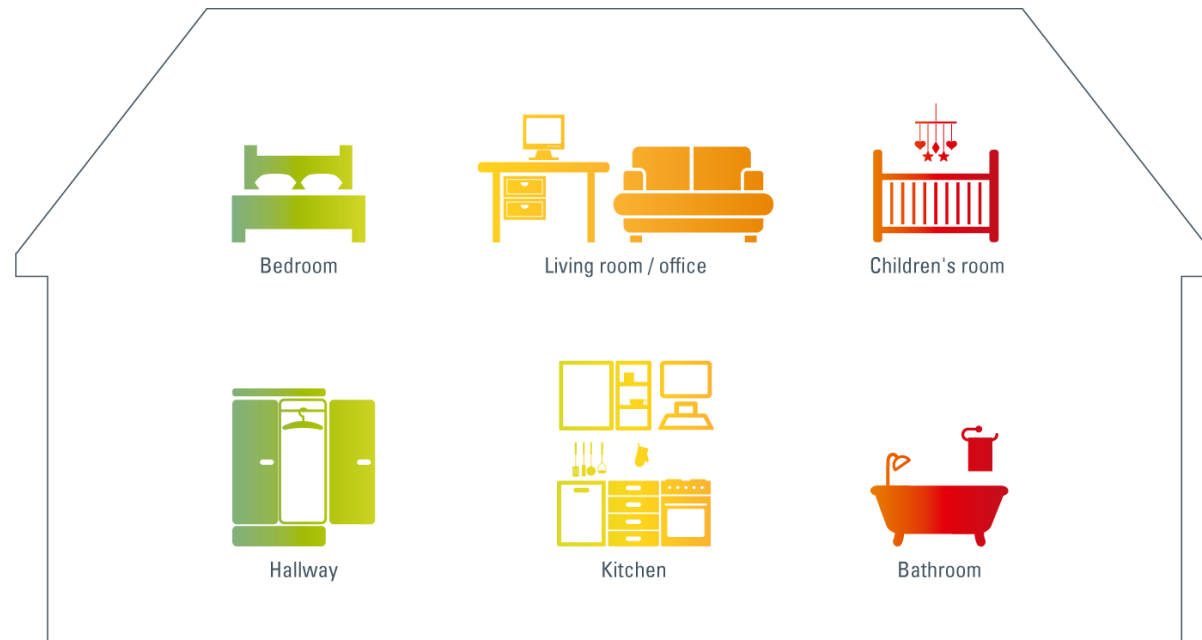 Bedroom
Living room / office
Children's room
Hallway
Kitchen
Bathroom